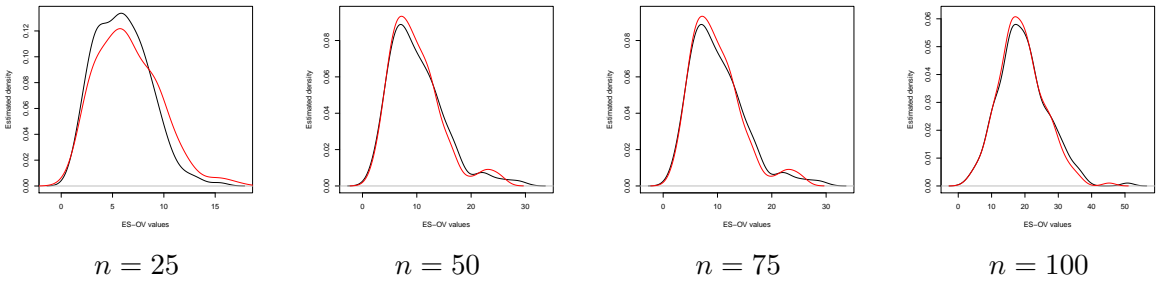 0.00 0.02 0.04 0.06 0.08 0.10 0.12
Estimated density
0 5 10 15
ES−OV values
n = 25
0.00 0.02 0.04 0.06 0.08
Estimated density
0 10 20 30
ES−OV values
n = 50
0.00 0.02 0.04 0.06 0.08
Estimated density
0 10 20 30
ES−OV values
n = 75
0.00 0.01 0.02 0.03 0.04 0.05 0.06
Estimated density
0 10 20 30 40 50
ES−OV values
n = 100